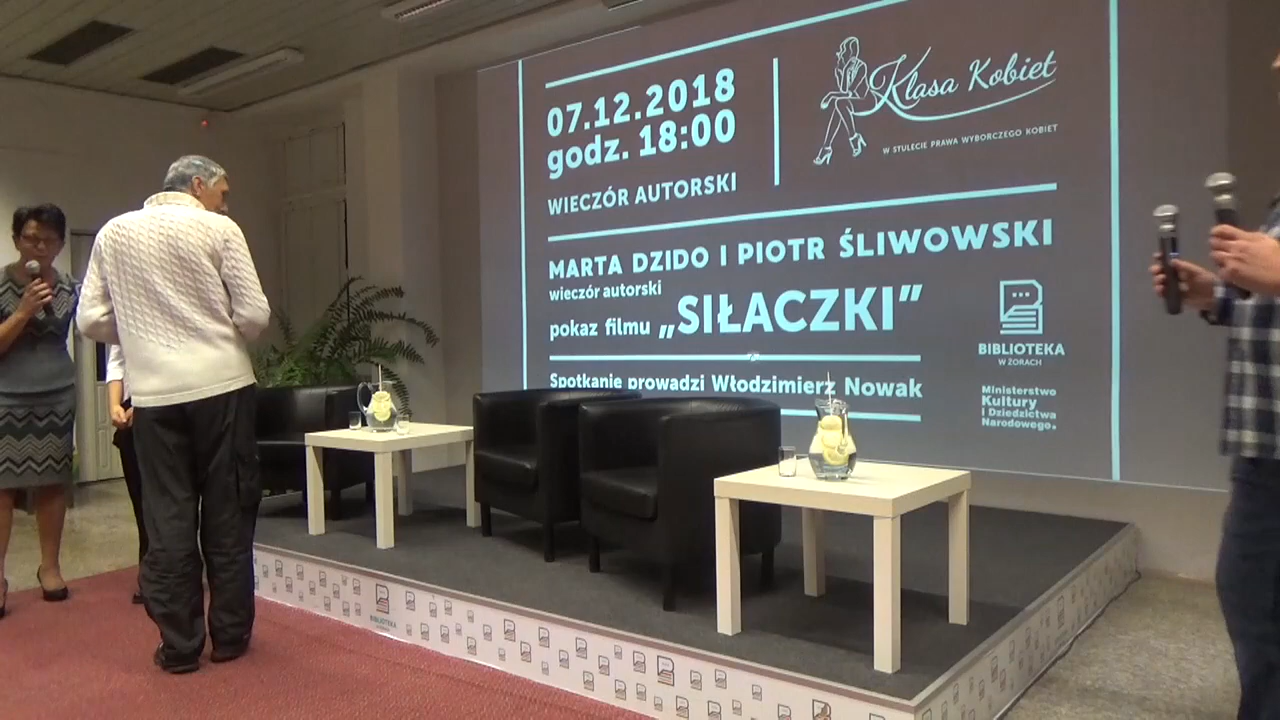 07.12.2018
godz. 18:00
WIECZÓR AUTORSKI
Klasa Kobiet
W STULECIE PRAWA WYBORCZEGO KOBIET
MARTA DZIDO I PIOTR ŚLIWOWSKI
wieczór autorski
pokaz filmu „SIŁACZKI”
Spotkanie prowadzi Włodzimierz Nowak
BIBLIOTEKA
W ŻORACH
Ministerstwo
Kultury
i Dziedzictwa
Narodowego.
BIBLIOTEKA